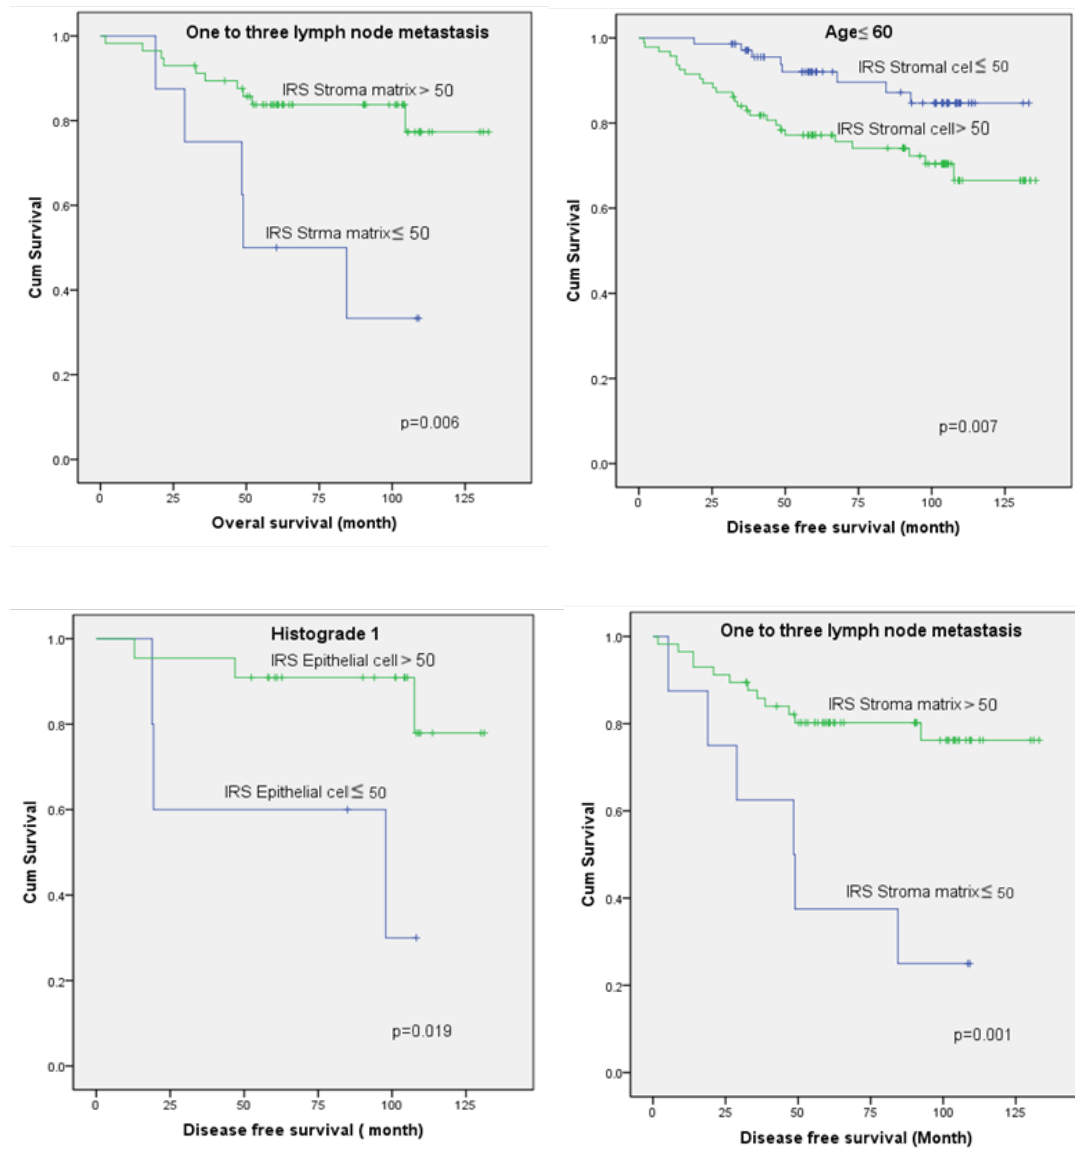 One to three lymph node metastasis
1.0
0.8
0.6
0.4
0.2
0.0
Cum Survival
IRS Stroma matrix > 50
IRS Strma matrix ≤ 50
p=0.006
0 25 50 75 100 125
Overal survival (month)
Age≤ 60
1.0
0.8
0.6
0.4
0.2
0.0
Cum Survival
IRS Stromal cel ≤ 50
IRS Stromal cell> 50
p=0.007
0 25 50 75 100 125
Disease free survival (month)
Histograde 1
1.0
0.8
0.6
0.4
0.2
0.0
Cum Survival
IRS Epithelial cell > 50
IRS Epithelial cel ≤ 50
p=0.019
0 25 50 75 100 125
Disease free survival ( month)
One to three lymph node metastasis
1.0
0.8
0.6
0.4
0.2
0.0
Cum Survival
IRS Stroma matrix > 50
IRS Stroma matrix ≤ 50
p=0.001
0 25 50 75 100 125
Disease free survival (Month)